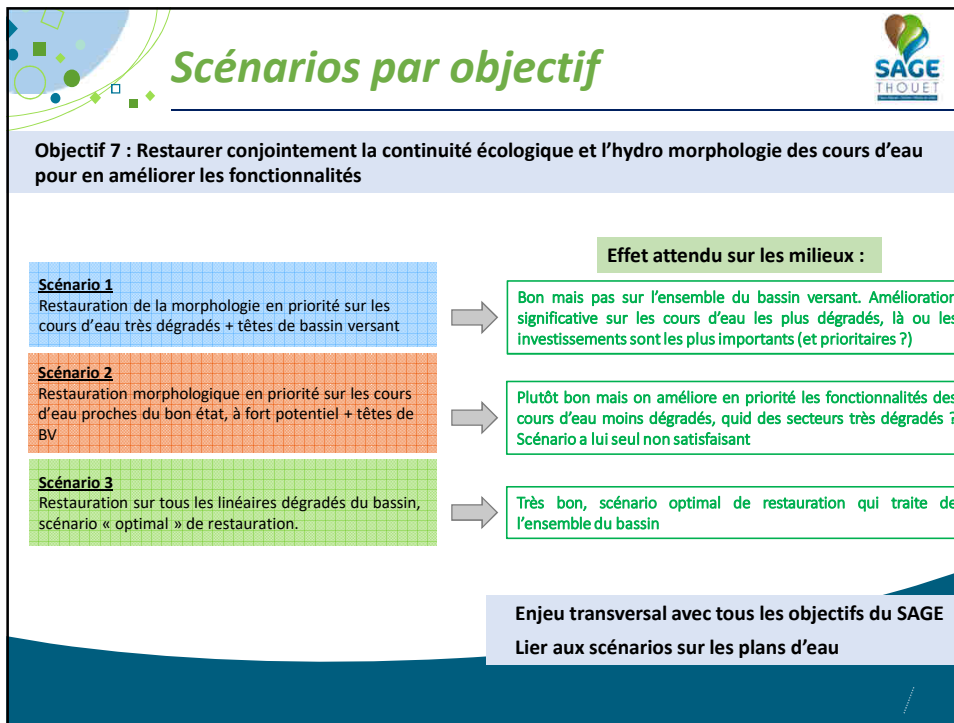 Scénarios par objectif
SAGE
THOUET
Objectif 7 : Restaurer conjointement la continuité écologique et l'hydro morphologie des cours d'eau
pour en améliorer les fonctionnalités
Effet attendu sur les milieux :
Scénario 1
Restauration de la morphologie en priorité sur les
cours d'eau très dégradés + têtes de bassin versant
Bon mais pas sur l'ensemble du bassin versant. Amélioration
significative sur les cours d'eau les plus dégradés, là ou les
investissements sont les plus importants (et prioritaires ?)
Scénario 2
Restauration morphologique en priorité sur les cours
d'eau proches du bon état, à fort potentiel + têtes de
BV
Plutôt bon mais on améliore en priorité les fonctionnalités des
cours d'eau moins dégradés, quid des secteurs très dégradés ?
Scénario a lui seul non satisfaisant
Scénario 3
Restauration sur tous les linéaires dégradés du bassin,
scénario « optimal » de restauration.
Très bon, scénario optimal de restauration qui traite de
l'ensemble du bassin
Enjeu transversal avec tous les objectifs du SAGE
Lier aux scénarios sur les plans d'eau
/